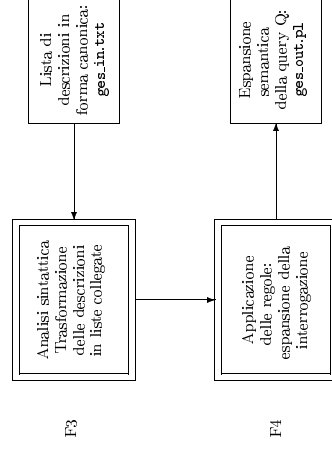 F3
Analisi sintattica
Trasformazione
delle descrizioni
in liste collegate
Lista di
descrizioni in
forma canonica:
ges_in.txt
F4
Applicazione
delle regole:
espansione della
interrogazione
Espansione
semantica
della query Q:
ges_out.pl